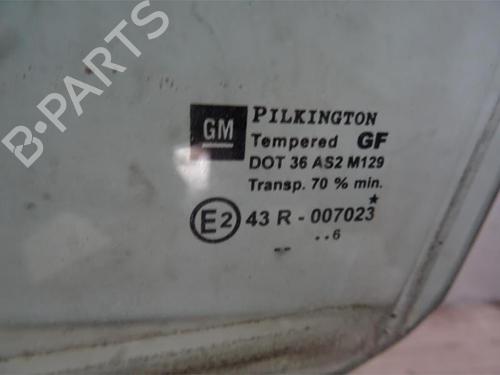 B-PARTS
GM
PILKINGTON
Tempered GF
DOT 36 AS2 M129
Transp. 70 % min.
E2 43 R - 007023
..6